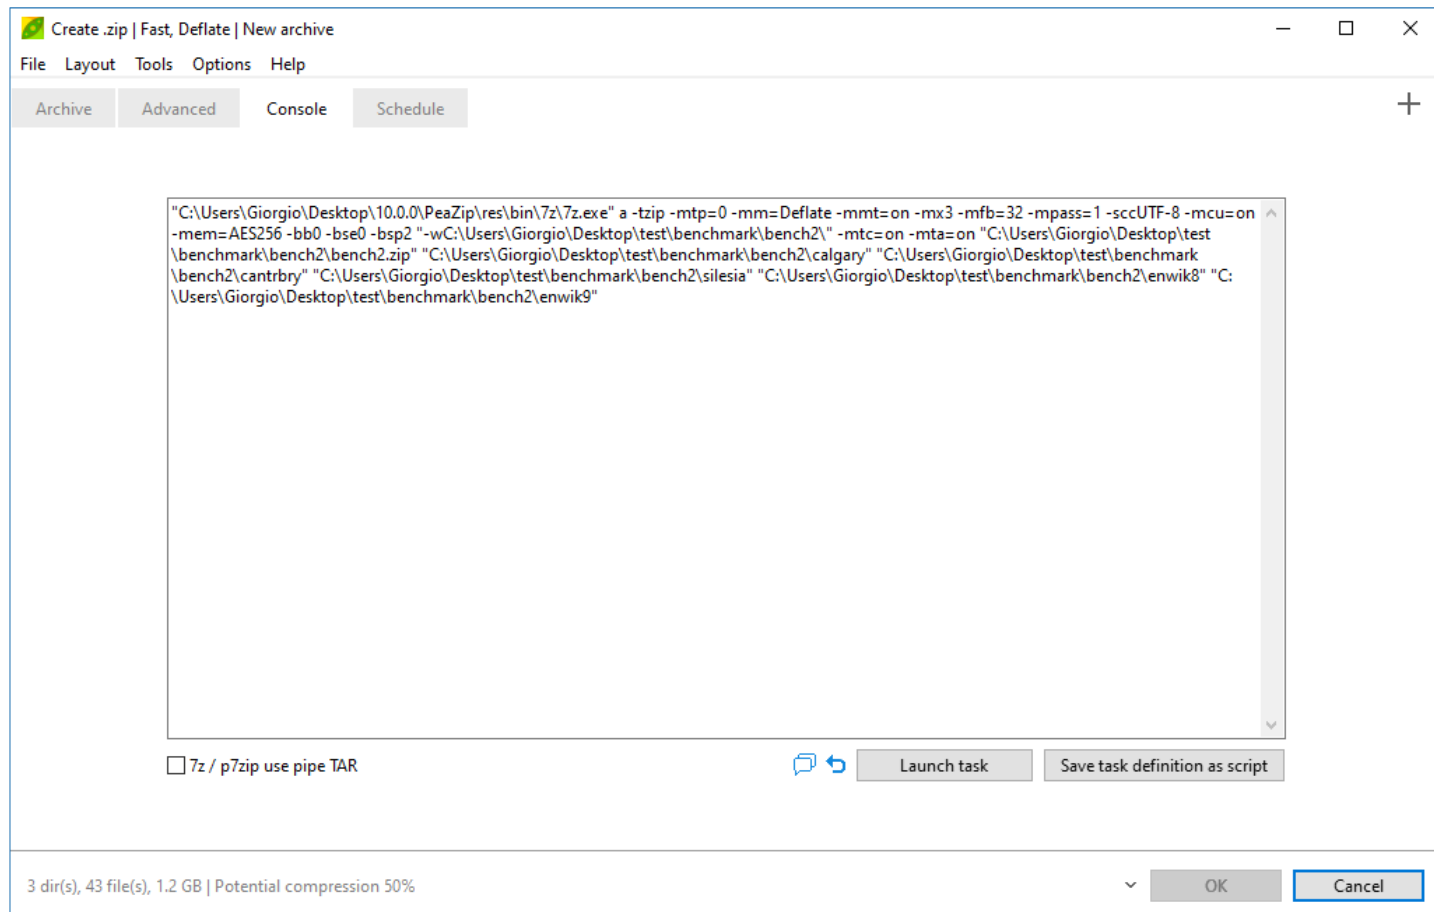 Create .zip | Fast, Deflate | New archive
File Layout Tools Options Help
Archive Advanced Console Schedule
"C:\Users\Giorgio\Desktop\10.0.0\PeaZip\res\bin\7z\7z.exe" a -tzip -mtp=0 -mm=Deflate -mmt=on -mx3 -mfb=32 -mpass=1 -sccUTF-8 -mcu=on
-mem=AES256 -bb0 -bse0 -bsp2 "-wC:\Users\Giorgio\Desktop\test\benchmark\bench2\" -mtc=on -mta=on "C:\Users\Giorgio\Desktop\test
\benchmark\bench2\bench2.zip" "C:\Users\Giorgio\Desktop\test\benchmark\bench2\calgary" "C:\Users\Giorgio\Desktop\test\benchmark
\bench2\cantrbry" "C:\Users\Giorgio\Desktop\test\benchmark\bench2\silesia" "C:\Users\Giorgio\Desktop\test\benchmark\bench2\enwik8" "C:
\Users\Giorgio\Desktop\test\benchmark\bench2\enwik9"
7z / p7zip use pipe TAR Launch task Save task definition as script
3 dir(s), 43 file(s), 1.2 GB | Potential compression 50% OK Cancel